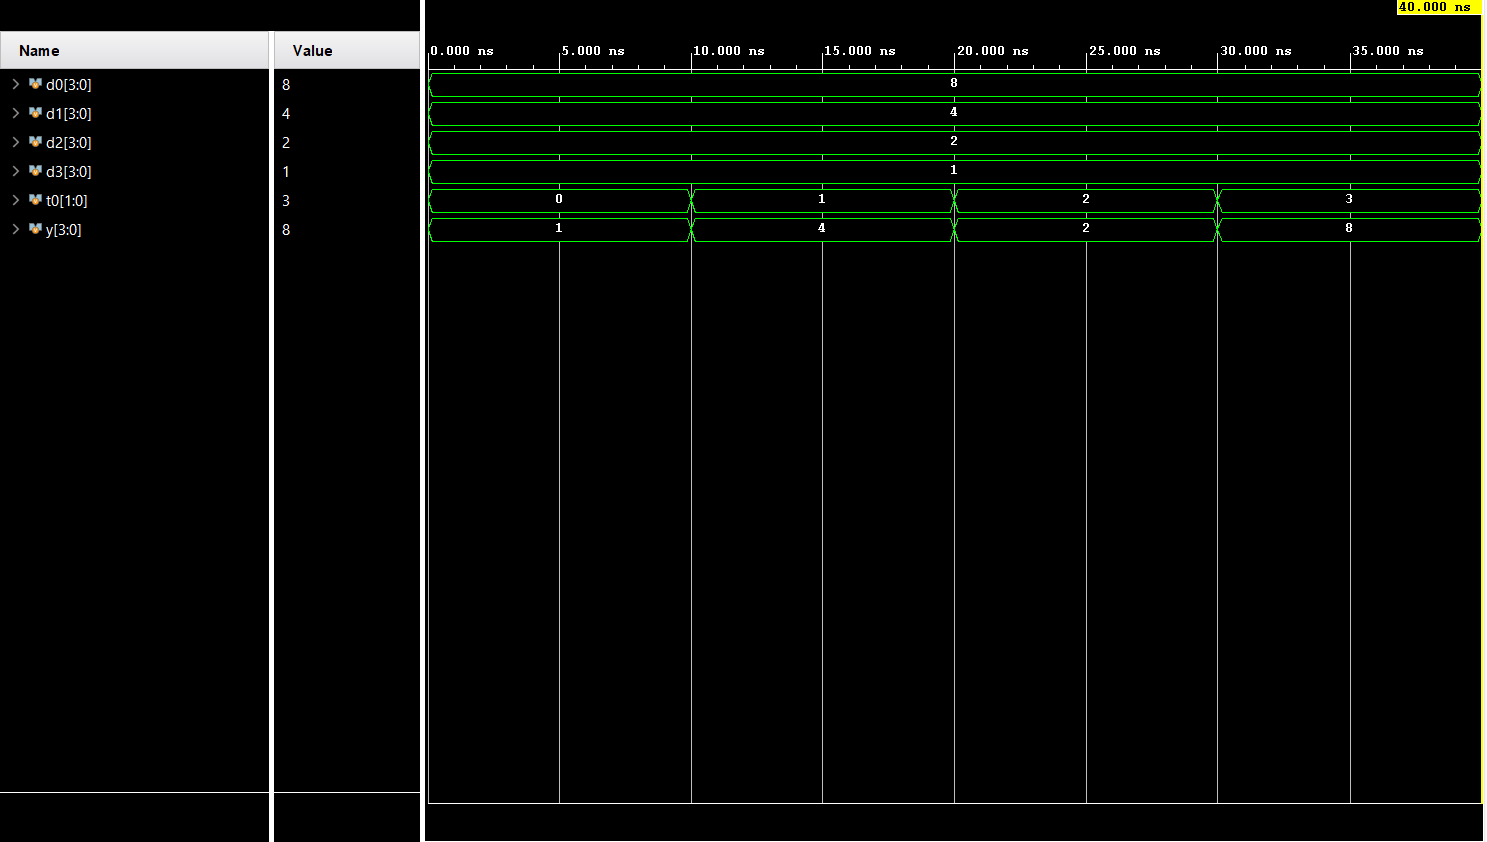 40.000 ns
Name Value 0.000 ns 5.000 ns 10.000 ns 15.000 ns 20.000 ns 25.000 ns 30.000 ns 35.000 ns
d0[3:0] 8 8
d1[3:0] 4 4
d2[3:0] 2 2
d3[3:0] 1 1
t0[1:0] 3 0 1 2 3
y[3:0] 8 1 4 2 8